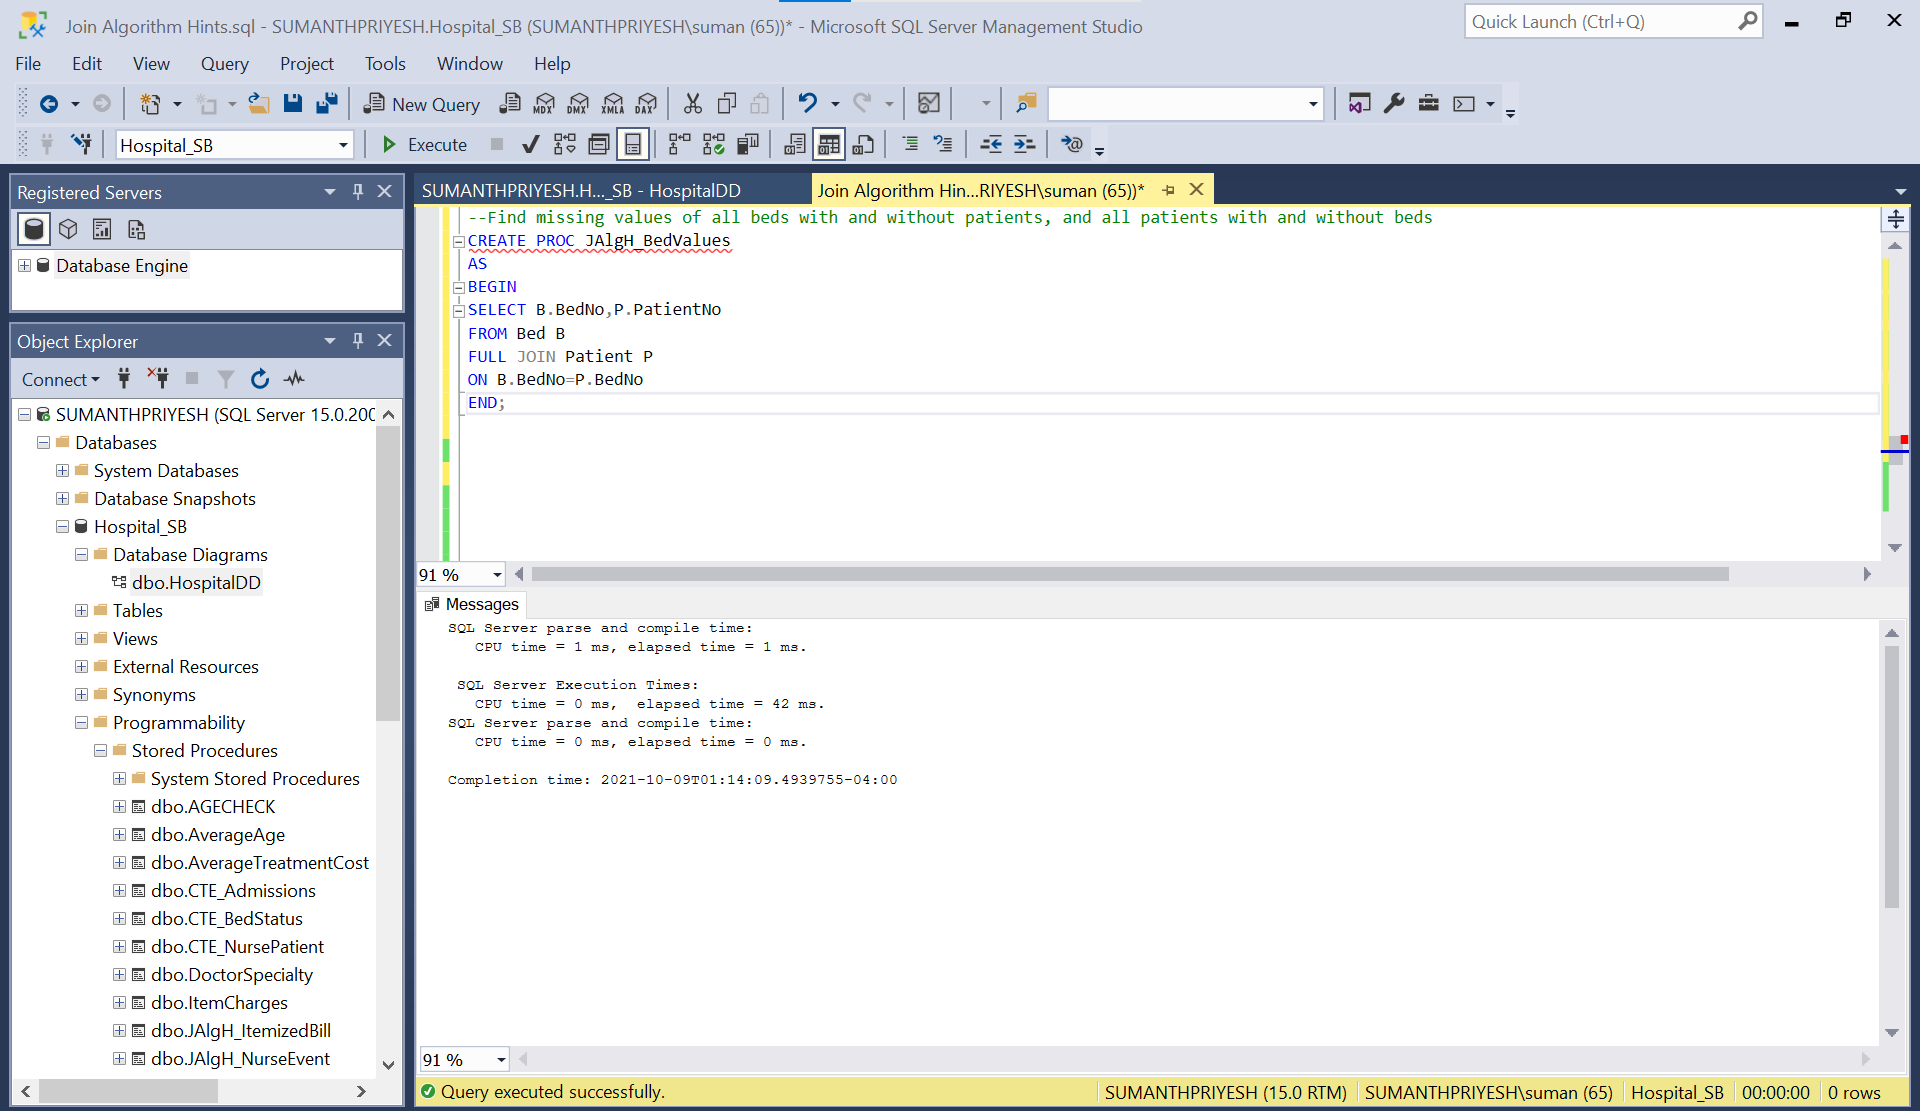 Join Algorithm Hints.sql - SUMANTHPRIYESH.Hospital_SB (SUMANTHPRIYESH\suman (65))* - Microsoft SQL Server Management Studio
Quick Launch (Ctrl+Q)
File Edit View Query Project Tools Window Help
New Query MDX DMX XMLA DAX
Hospital_SB Execute
Registered Servers
Database Engine
Object Explorer
Connect
SUMANTHPRIYESH (SQL Server 15.0.200
Databases
System Databases
Database Snapshots
Hospital_SB
Database Diagrams
dbo.HospitalDD
Tables
Views
External Resources
Synonyms
Programmability
Stored Procedures
System Stored Procedures
dbo.AGECHECK
dbo.AverageAge
dbo.AverageTreatmentCost
dbo.CTE_Admissions
dbo.CTE_BedStatus
dbo.CTE_NursePatient
dbo.DoctorSpecialty
dbo.ItemCharges
dbo.JAlgH_ItemizedBill
dbo.JAlgH_NurseEvent
SUMANTHPRIYESH.H..._SB - HospitalDD
Join Algorithm Hin...RIYESH\suman (65))*
--Find missing values of all beds with and without patients, and all patients with and without beds
CREATE PROC JAlgH_BedValues
AS
BEGIN
SELECT B.BedNo,P.PatientNo
FROM Bed B
FULL JOIN Patient P
ON B.BedNo=P.BedNo
END;
91 %
Messages
SQL Server parse and compile time:
CPU time = 1 ms, elapsed time = 1 ms.
SQL Server Execution Times:
CPU time = 0 ms,  elapsed time = 42 ms.
SQL Server parse and compile time:
CPU time = 0 ms, elapsed time = 0 ms.
Completion time: 2021-10-09T01:14:09.4939755-04:00
91 %
Query executed successfully.
SUMANTHPRIYESH (15.0 RTM) SUMANTHPRIYESH\suman (65) Hospital_SB 00:00:00 0 rows